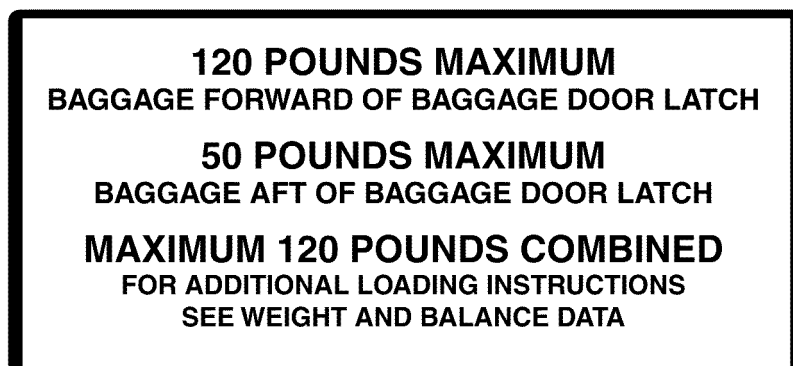 120 POUNDS MAXIMUM
BAGGAGE FORWARD OF BAGGAGE DOOR LATCH
50 POUNDS MAXIMUM
BAGGAGE AFT OF BAGGAGE DOOR LATCH
MAXIMUM 120 POUNDS COMBINED
FOR ADDITIONAL LOADING INSTRUCTIONS
SEE WEIGHT AND BALANCE DATA